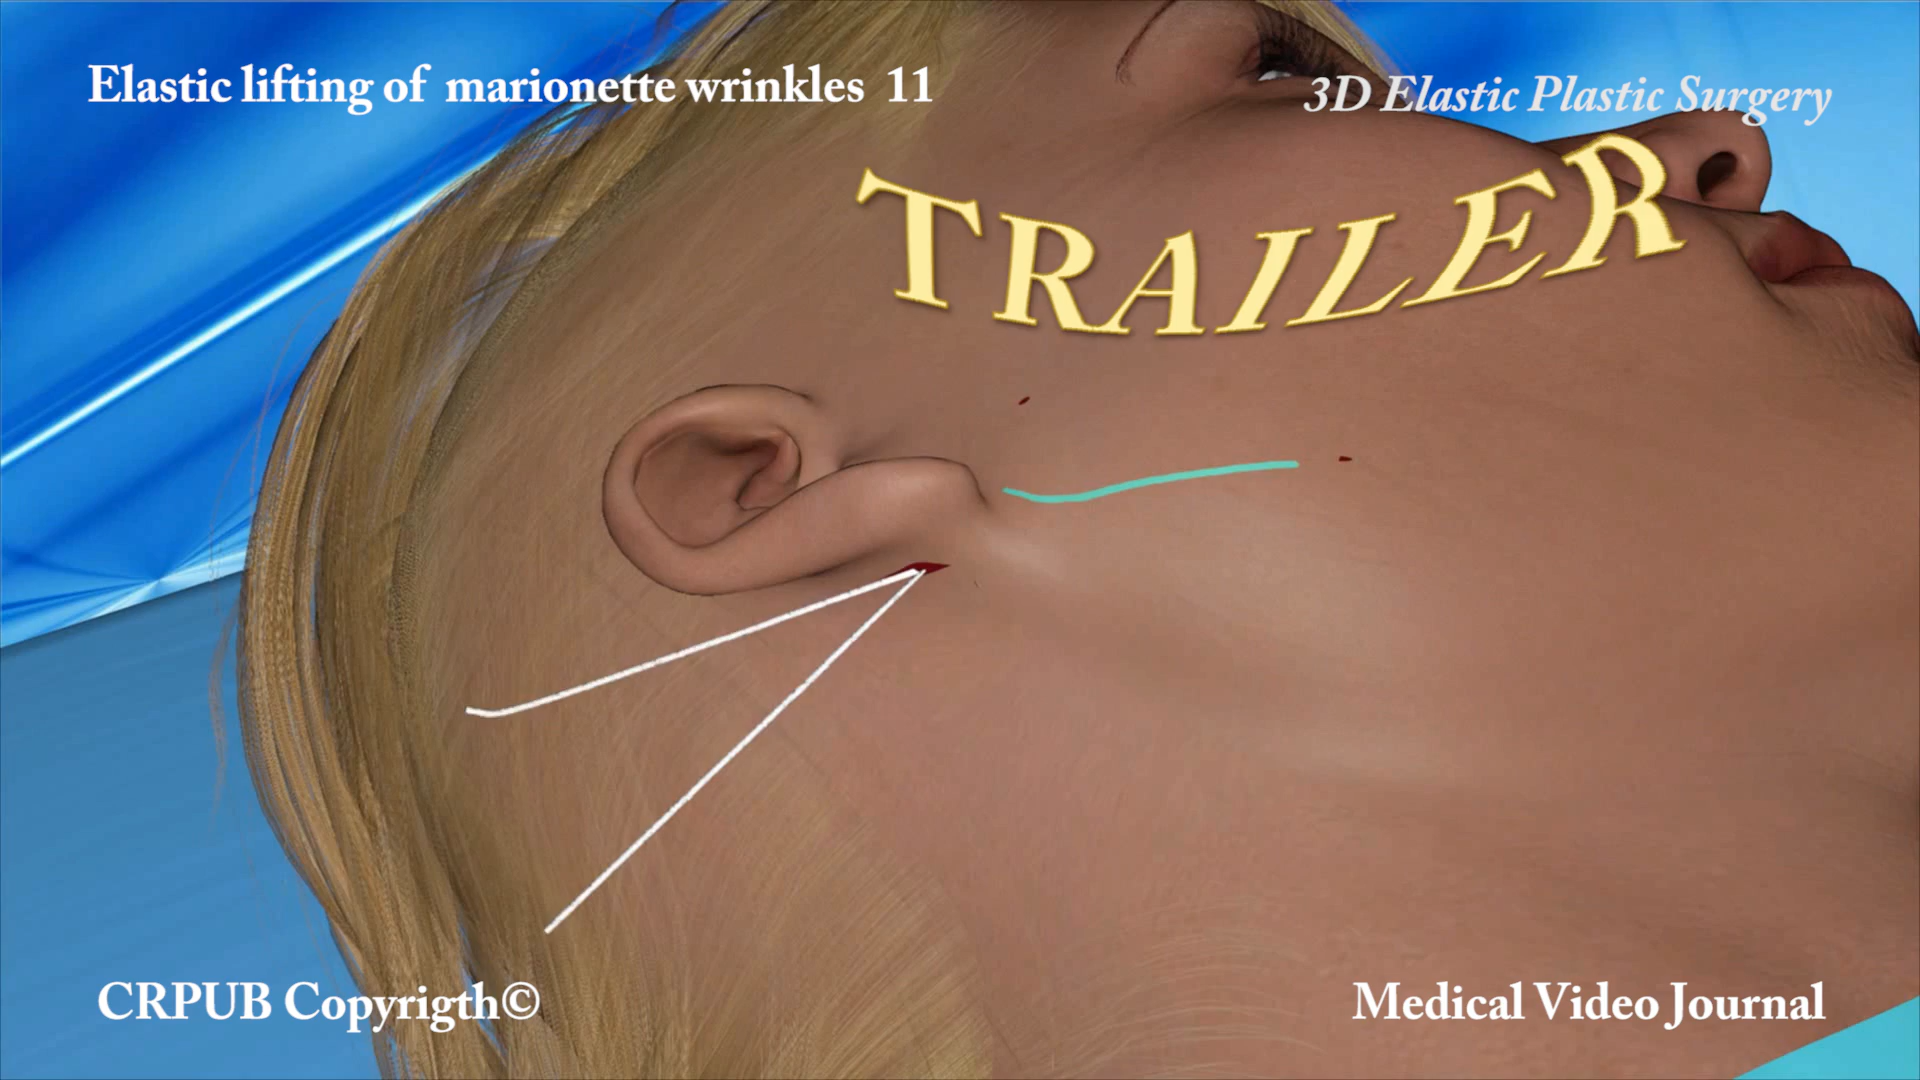 Elastic lifting of marionette wrinkles 11
3D Elastic Plastic Surgery
TRAILER
CRPUB Copyrigth©
Medical Video Journal